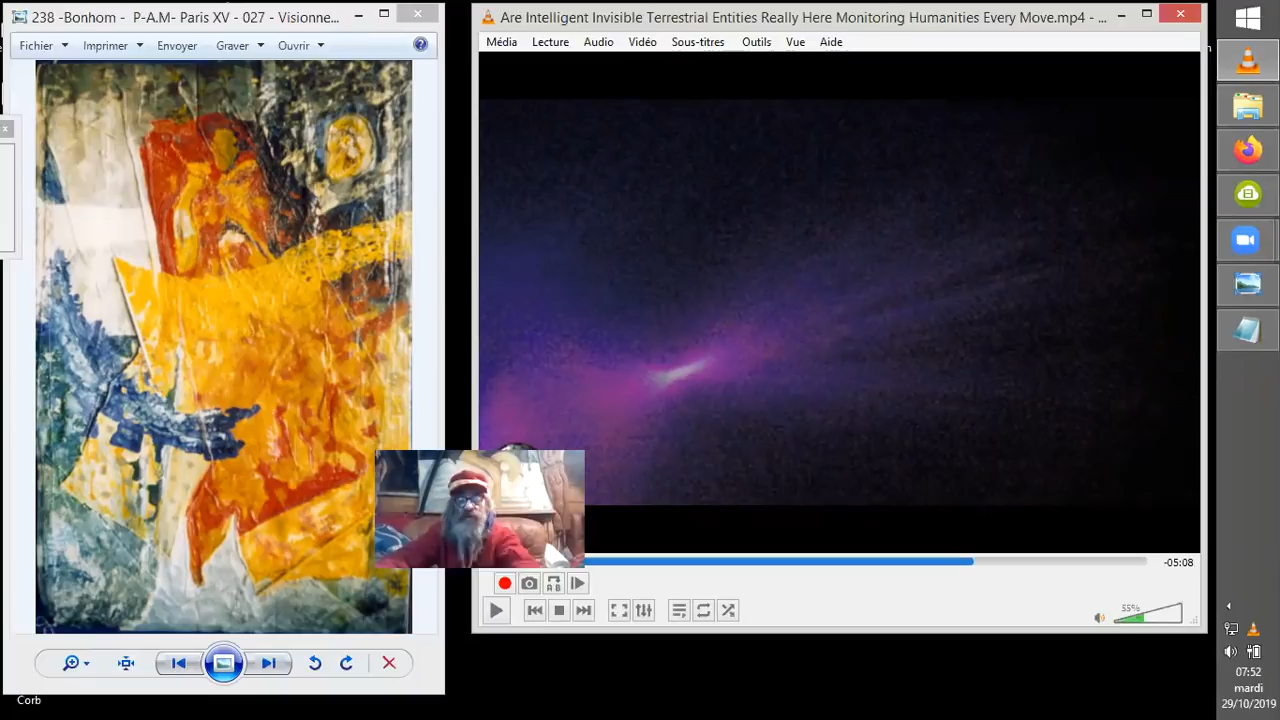 238 -Bonhom - P-A.M- Paris XV - 027 - Visionne...
Fichier Imprimer Envoyer Graver Ouvrir
Are Intelligent Invisible Terrestrial Entities Really Here Monitoring Humanities Every Move.mp4 - ...
Média Lecture Audio Vidéo Sous-titres Outils Vue Aide
-05:08
A B
55%
Corb
07:52
mardi
29/10/2019